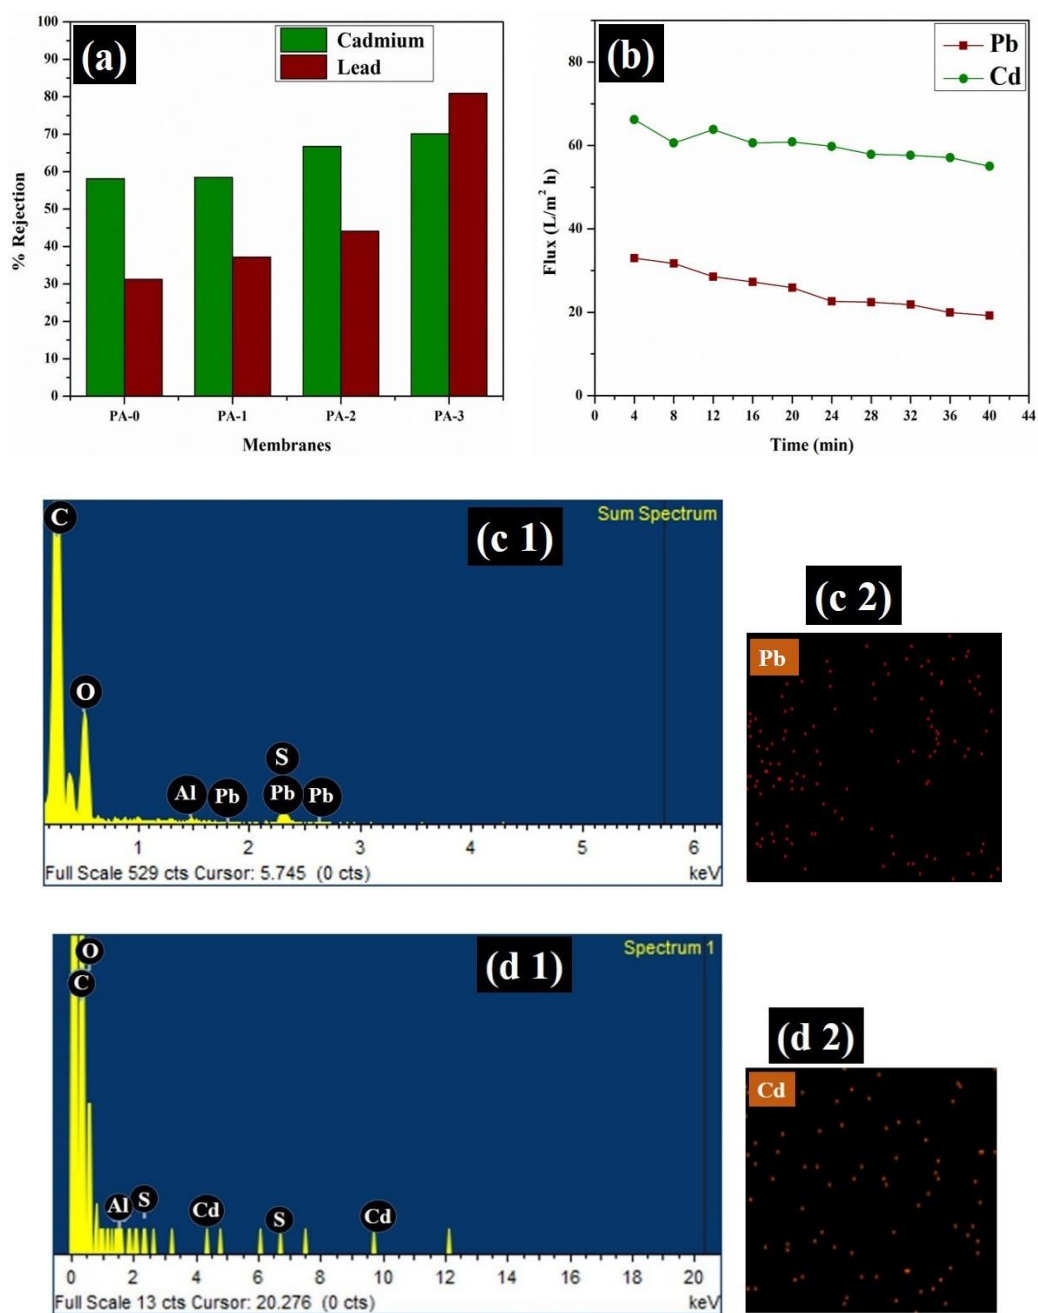 (a)
Cadmium
Lead
% Rejection
100
90
80
70
60
50
40
30
20
10
0
PA-0 PA-1 PA-2 PA-3
Membranes
(b)
Pb
Cd
Flux (L/m² h)
80
60
40
20
0
0 4 8 12 16 20 24 28 32 36 40 44
Time (min)
C
(c 1)
Sum Spectrum
O
S
Al Pb Pb Pb
1 2 3 4 5 6
Full Scale 529 cts Cursor: 5.745 (0 cts) keV
(c 2)
Pb
O
C
(d 1)
Spectrum 1
Al S Cd S Cd
0 2 4 6 8 10 12 14 16 18 20
Full Scale 13 cts Cursor: 20.276 (0 cts) keV
(d 2)
Cd